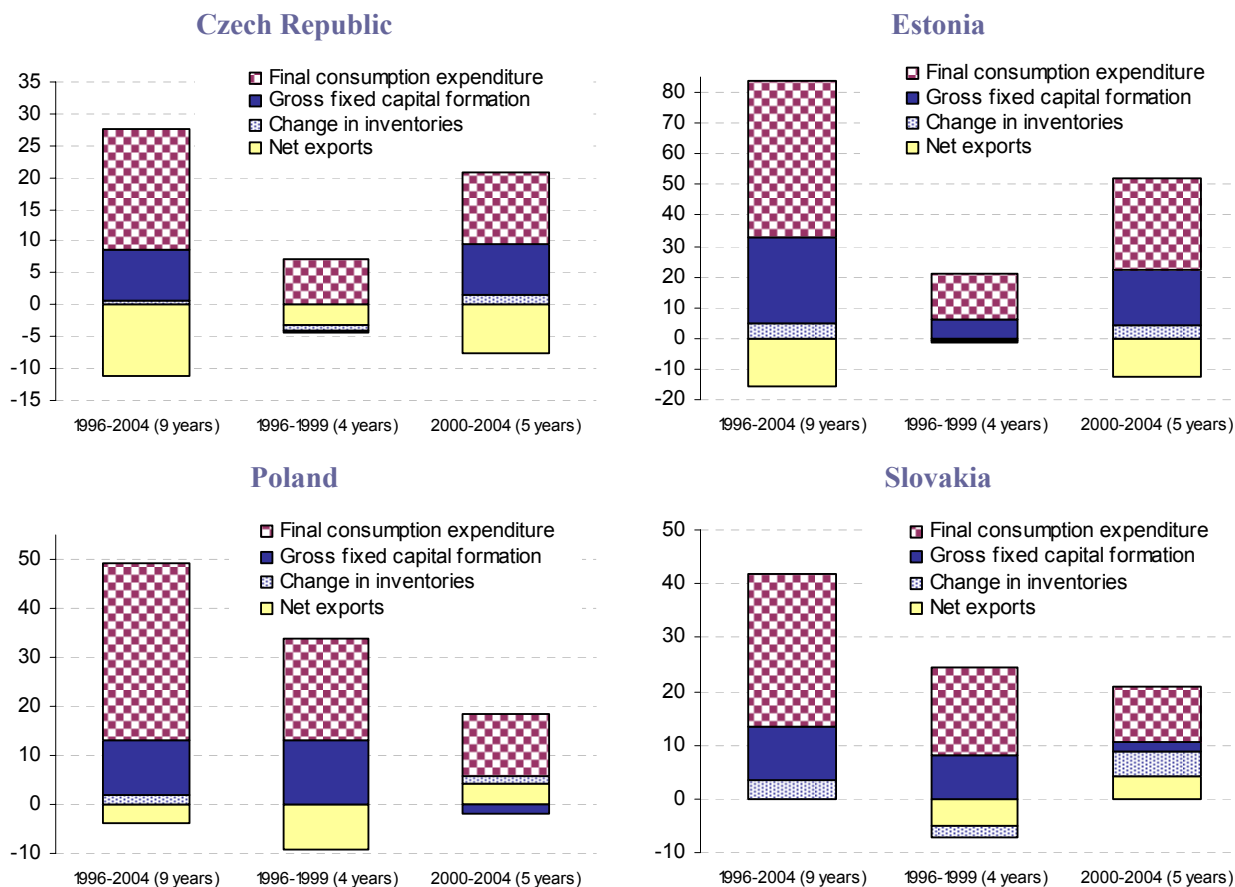 Czech Republic
35
30
25
20
15
10
5
0
-5
-10
-15
Final consumption expenditure
Gross fixed capital formation
Change in inventories
Net exports
1996-2004 (9 years) 1996-1999 (4 years) 2000-2004 (5 years)
Estonia
80
70
60
50
40
30
20
10
0
-10
-20
Final consumption expenditure
Gross fixed capital formation
Change in inventories
Net exports
1996-2004 (9 years) 1996-1999 (4 years) 2000-2004 (5 years)
Poland
50
40
30
20
10
0
-10
Final consumption expenditure
Gross fixed capital formation
Change in inventories
Net exports
1996-2004 (9 years) 1996-1999 (4 years) 2000-2004 (5 years)
Slovakia
50
40
30
20
10
0
-10
Final consumption expenditure
Gross fixed capital formation
Change in inventories
Net exports
1996-2004 (9 years) 1996-1999 (4 years) 2000-2004 (5 years)